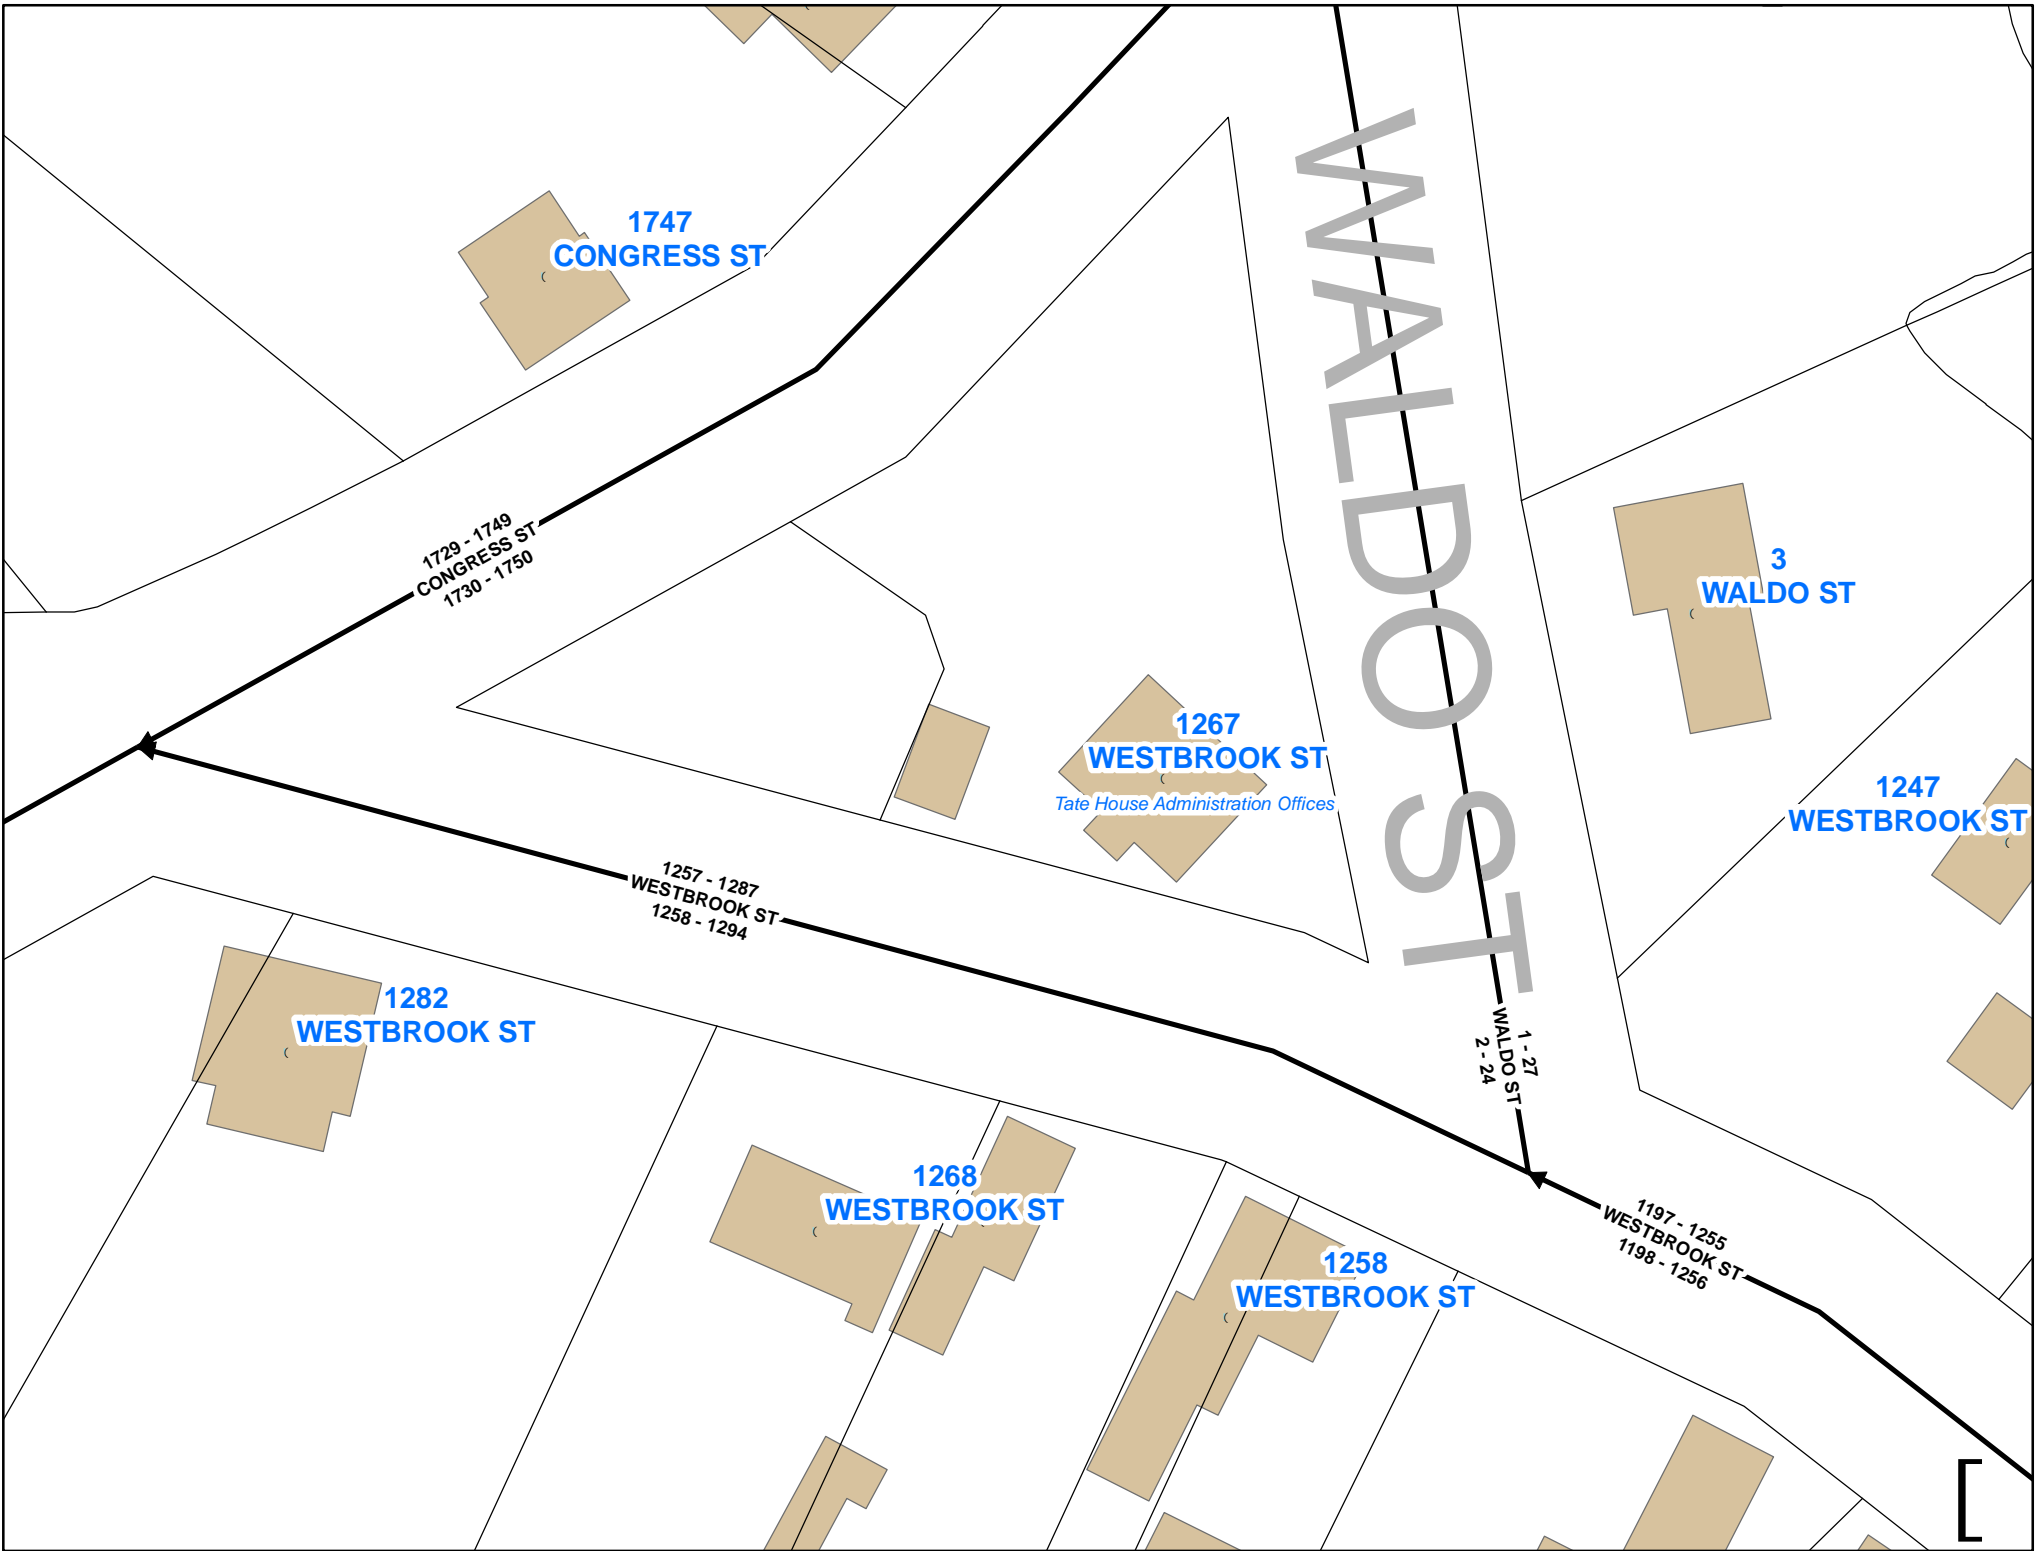 WALDO ST
1747
CONGRESS ST
1729 - 1749
CONGRESS ST
1730 - 1750
3
WALDO ST
1267
WESTBROOK ST
Tate House Administration Offices
1247
WESTBROOK ST
1257 - 1287
WESTBROOK ST
1258 - 1294
1282
WESTBROOK ST
1 - 27
WALDO ST
2 - 24
1268
WESTBROOK ST
1197 - 1255
WESTBROOK ST
1198 - 1256
1258
WESTBROOK ST
[